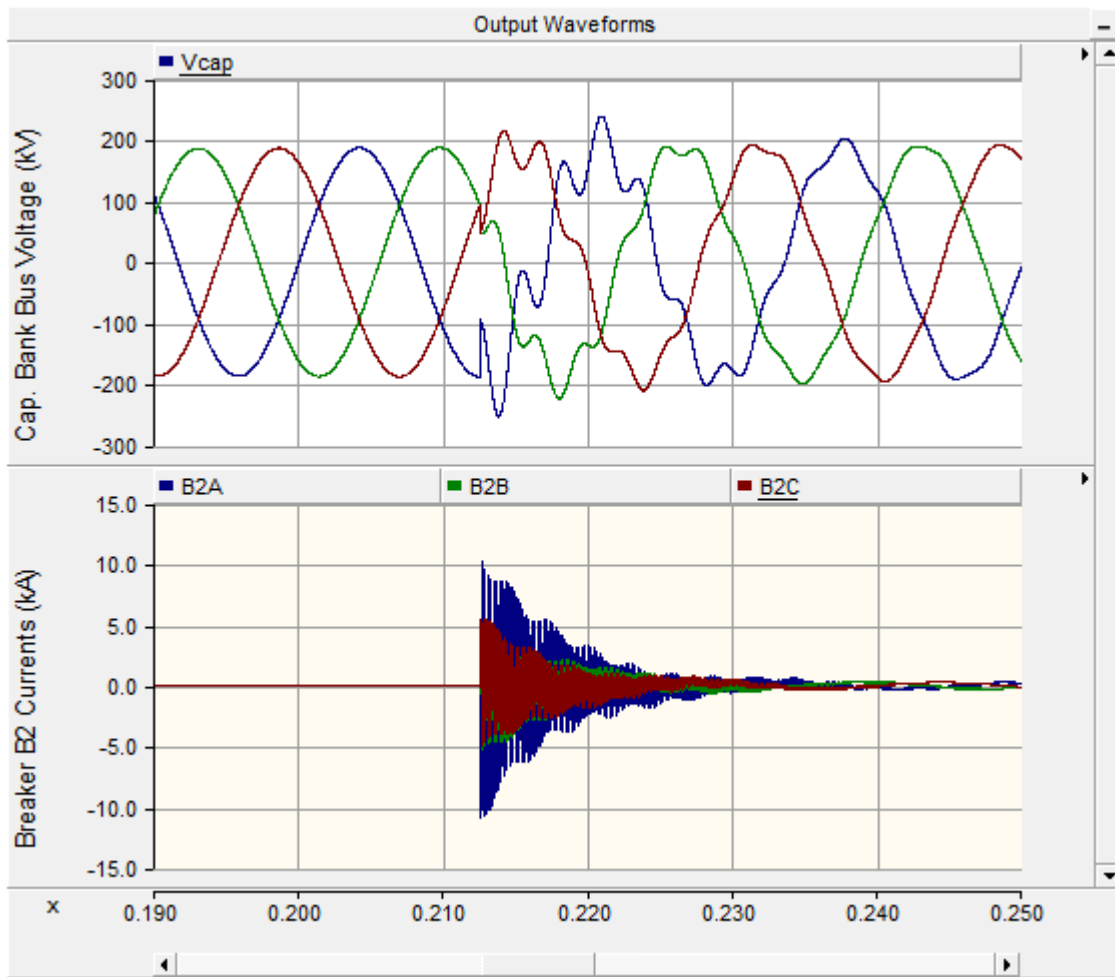 Output Waveforms
Vcap
Cap. Bank Bus Voltage (kV)
300
200
100
0
-100
-200
-300
B2A B2B B2C
Breaker B2 Currents (kA)
15.0
10.0
5.0
0.0
-5.0
-10.0
-15.0
x 0.190 0.200 0.210 0.220 0.230 0.240 0.250